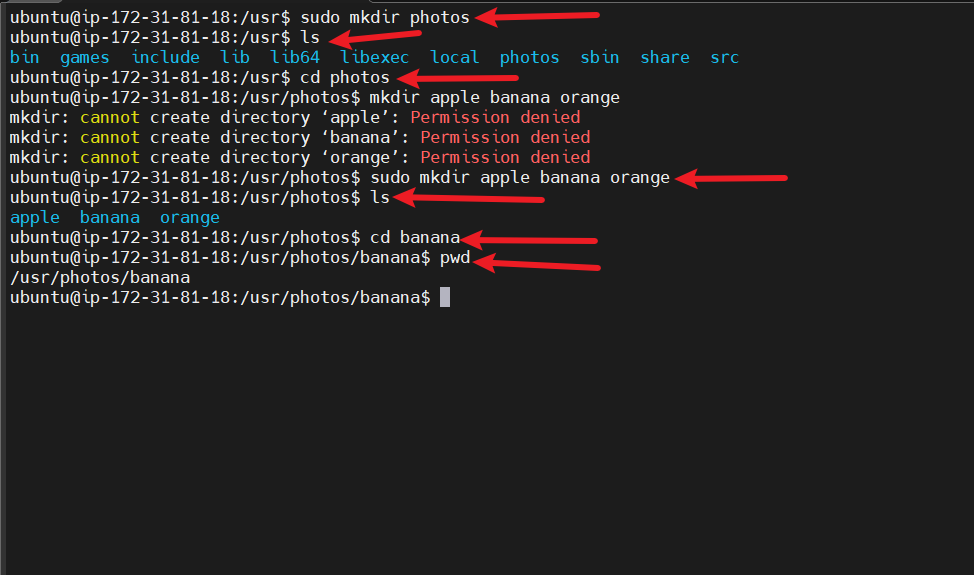 ubuntu@ip-172-31-81-18:/usr$ sudo mkdir photos
ubuntu@ip-172-31-81-18:/usr$ ls
bin  games  include  lib  lib64  libexec  local  photos  sbin  share  src
ubuntu@ip-172-31-81-18:/usr$ cd photos
ubuntu@ip-172-31-81-18:/usr/photos$ mkdir apple banana orange
mkdir: cannot create directory ‘apple’: Permission denied
mkdir: cannot create directory ‘banana’: Permission denied
mkdir: cannot create directory ‘orange’: Permission denied
ubuntu@ip-172-31-81-18:/usr/photos$ sudo mkdir apple banana orange
ubuntu@ip-172-31-81-18:/usr/photos$ ls
apple  banana  orange
ubuntu@ip-172-31-81-18:/usr/photos$ cd banana
ubuntu@ip-172-31-81-18:/usr/photos/banana$ pwd
/usr/photos/banana
ubuntu@ip-172-31-81-18:/usr/photos/banana$